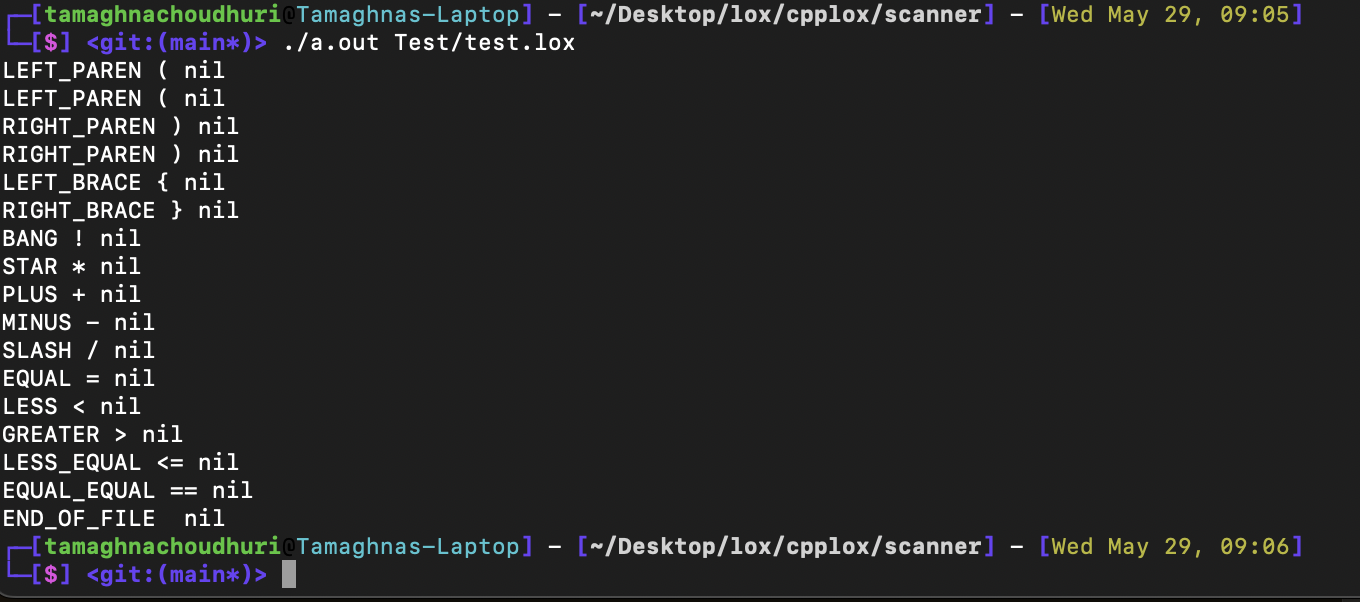 ┌─[tamaghnachoudhuri@Tamaghnas-Laptop] - [~/Desktop/lox/cpplox/scanner] - [Wed May 29, 09:05]
└─[$] <git:(main*)> ./a.out Test/test.lox
LEFT_PAREN ( nil
LEFT_PAREN ( nil
RIGHT_PAREN ) nil
RIGHT_PAREN ) nil
LEFT_BRACE { nil
RIGHT_BRACE } nil
BANG ! nil
STAR * nil
PLUS + nil
MINUS - nil
SLASH / nil
EQUAL = nil
LESS < nil
GREATER > nil
LESS_EQUAL <= nil
EQUAL_EQUAL == nil
END_OF_FILE  nil
┌─[tamaghnachoudhuri@Tamaghnas-Laptop] - [~/Desktop/lox/cpplox/scanner] - [Wed May 29, 09:06]
└─[$] <git:(main*)>